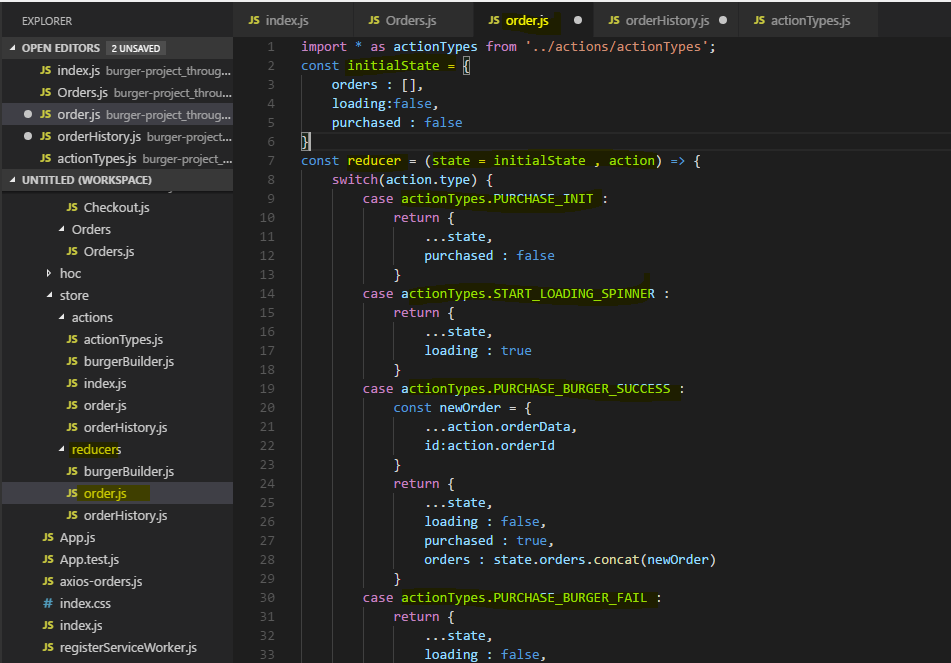 EXPLORER
OPEN EDITORS 2 UNSAVED
JS index.js burger-project_throug...
JS Orders.js burger-project_throu...
JS order.js burger-project_throug...
JS orderHistory.js burger-project...
JS actionTypes.js burger-project_...
UNTITLED (WORKSPACE)
JS Checkout.js
Orders
JS Orders.js
hoc
store
actions
JS actionTypes.js
JS burgerBuilder.js
JS index.js
JS order.js
JS orderHistory.js
reducers
JS burgerBuilder.js
JS order.js
JS orderHistory.js
JS App.js
JS App.test.js
JS axios-orders.js
# index.css
JS index.js
JS registerServiceWorker.js
JS index.js JS Orders.js JS order.js JS orderHistory.js JS actionTypes.js
1 import * as actionTypes from '../actions/actionTypes';
2 const initialState = {
3 orders : [],
4 loading:false,
5 purchased : false
6 }
7 const reducer = (state = initialState , action) => {
8 switch(action.type) {
9 case actionTypes.PURCHASE_INIT :
10 return {
11 ...state,
12 purchased : false
13 }
14 case actionTypes.START_LOADING_SPINNER :
15 return {
16 ...state,
17 loading : true
18 }
19 case actionTypes.PURCHASE_BURGER_SUCCESS :
20 const newOrder = {
21 ...action.orderData,
22 id:action.orderId
23 }
24 return {
25 ...state,
26 loading : false,
27 purchased : true,
28 orders : state.orders.concat(newOrder)
29 }
30 case actionTypes.PURCHASE_BURGER_FAIL :
31 return {
32 ...state,
33 loading : false,